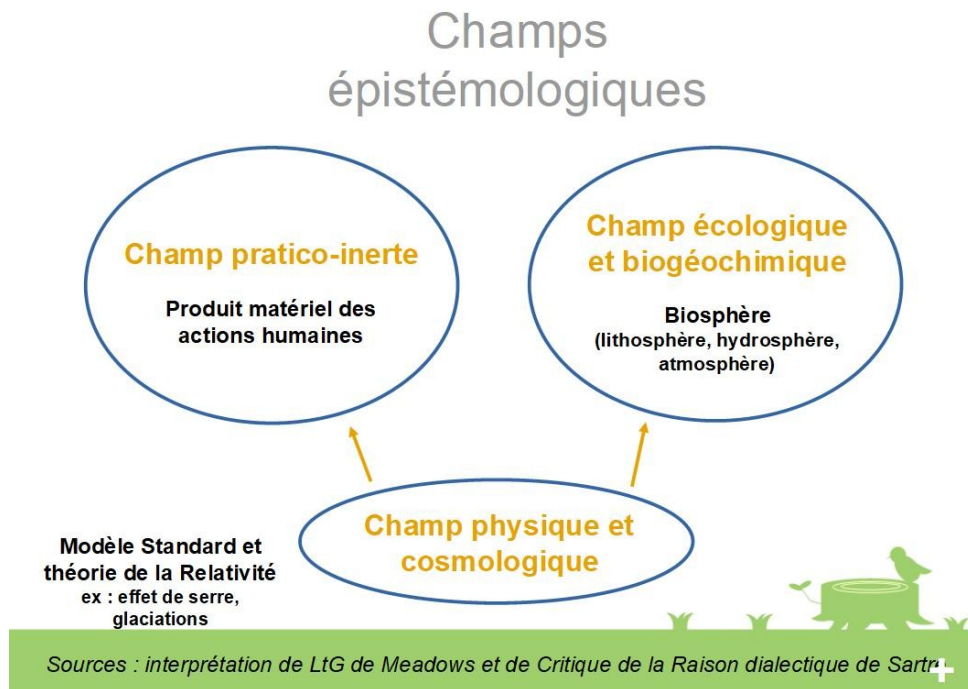 Champs
épistémologiques
Champ pratico-inerte
Produit matériel des
actions humaines
Champ écologique
et biogéochimique
Biosphère
(lithosphère, hydrosphère,
atmosphère)
Champ physique et
cosmologique
Modèle Standard et
théorie de la Relativité
ex : effet de serre,
glaciations
Sources : interprétation de LtG de Meadows et de Critique de la Raison dialectique de Sartre